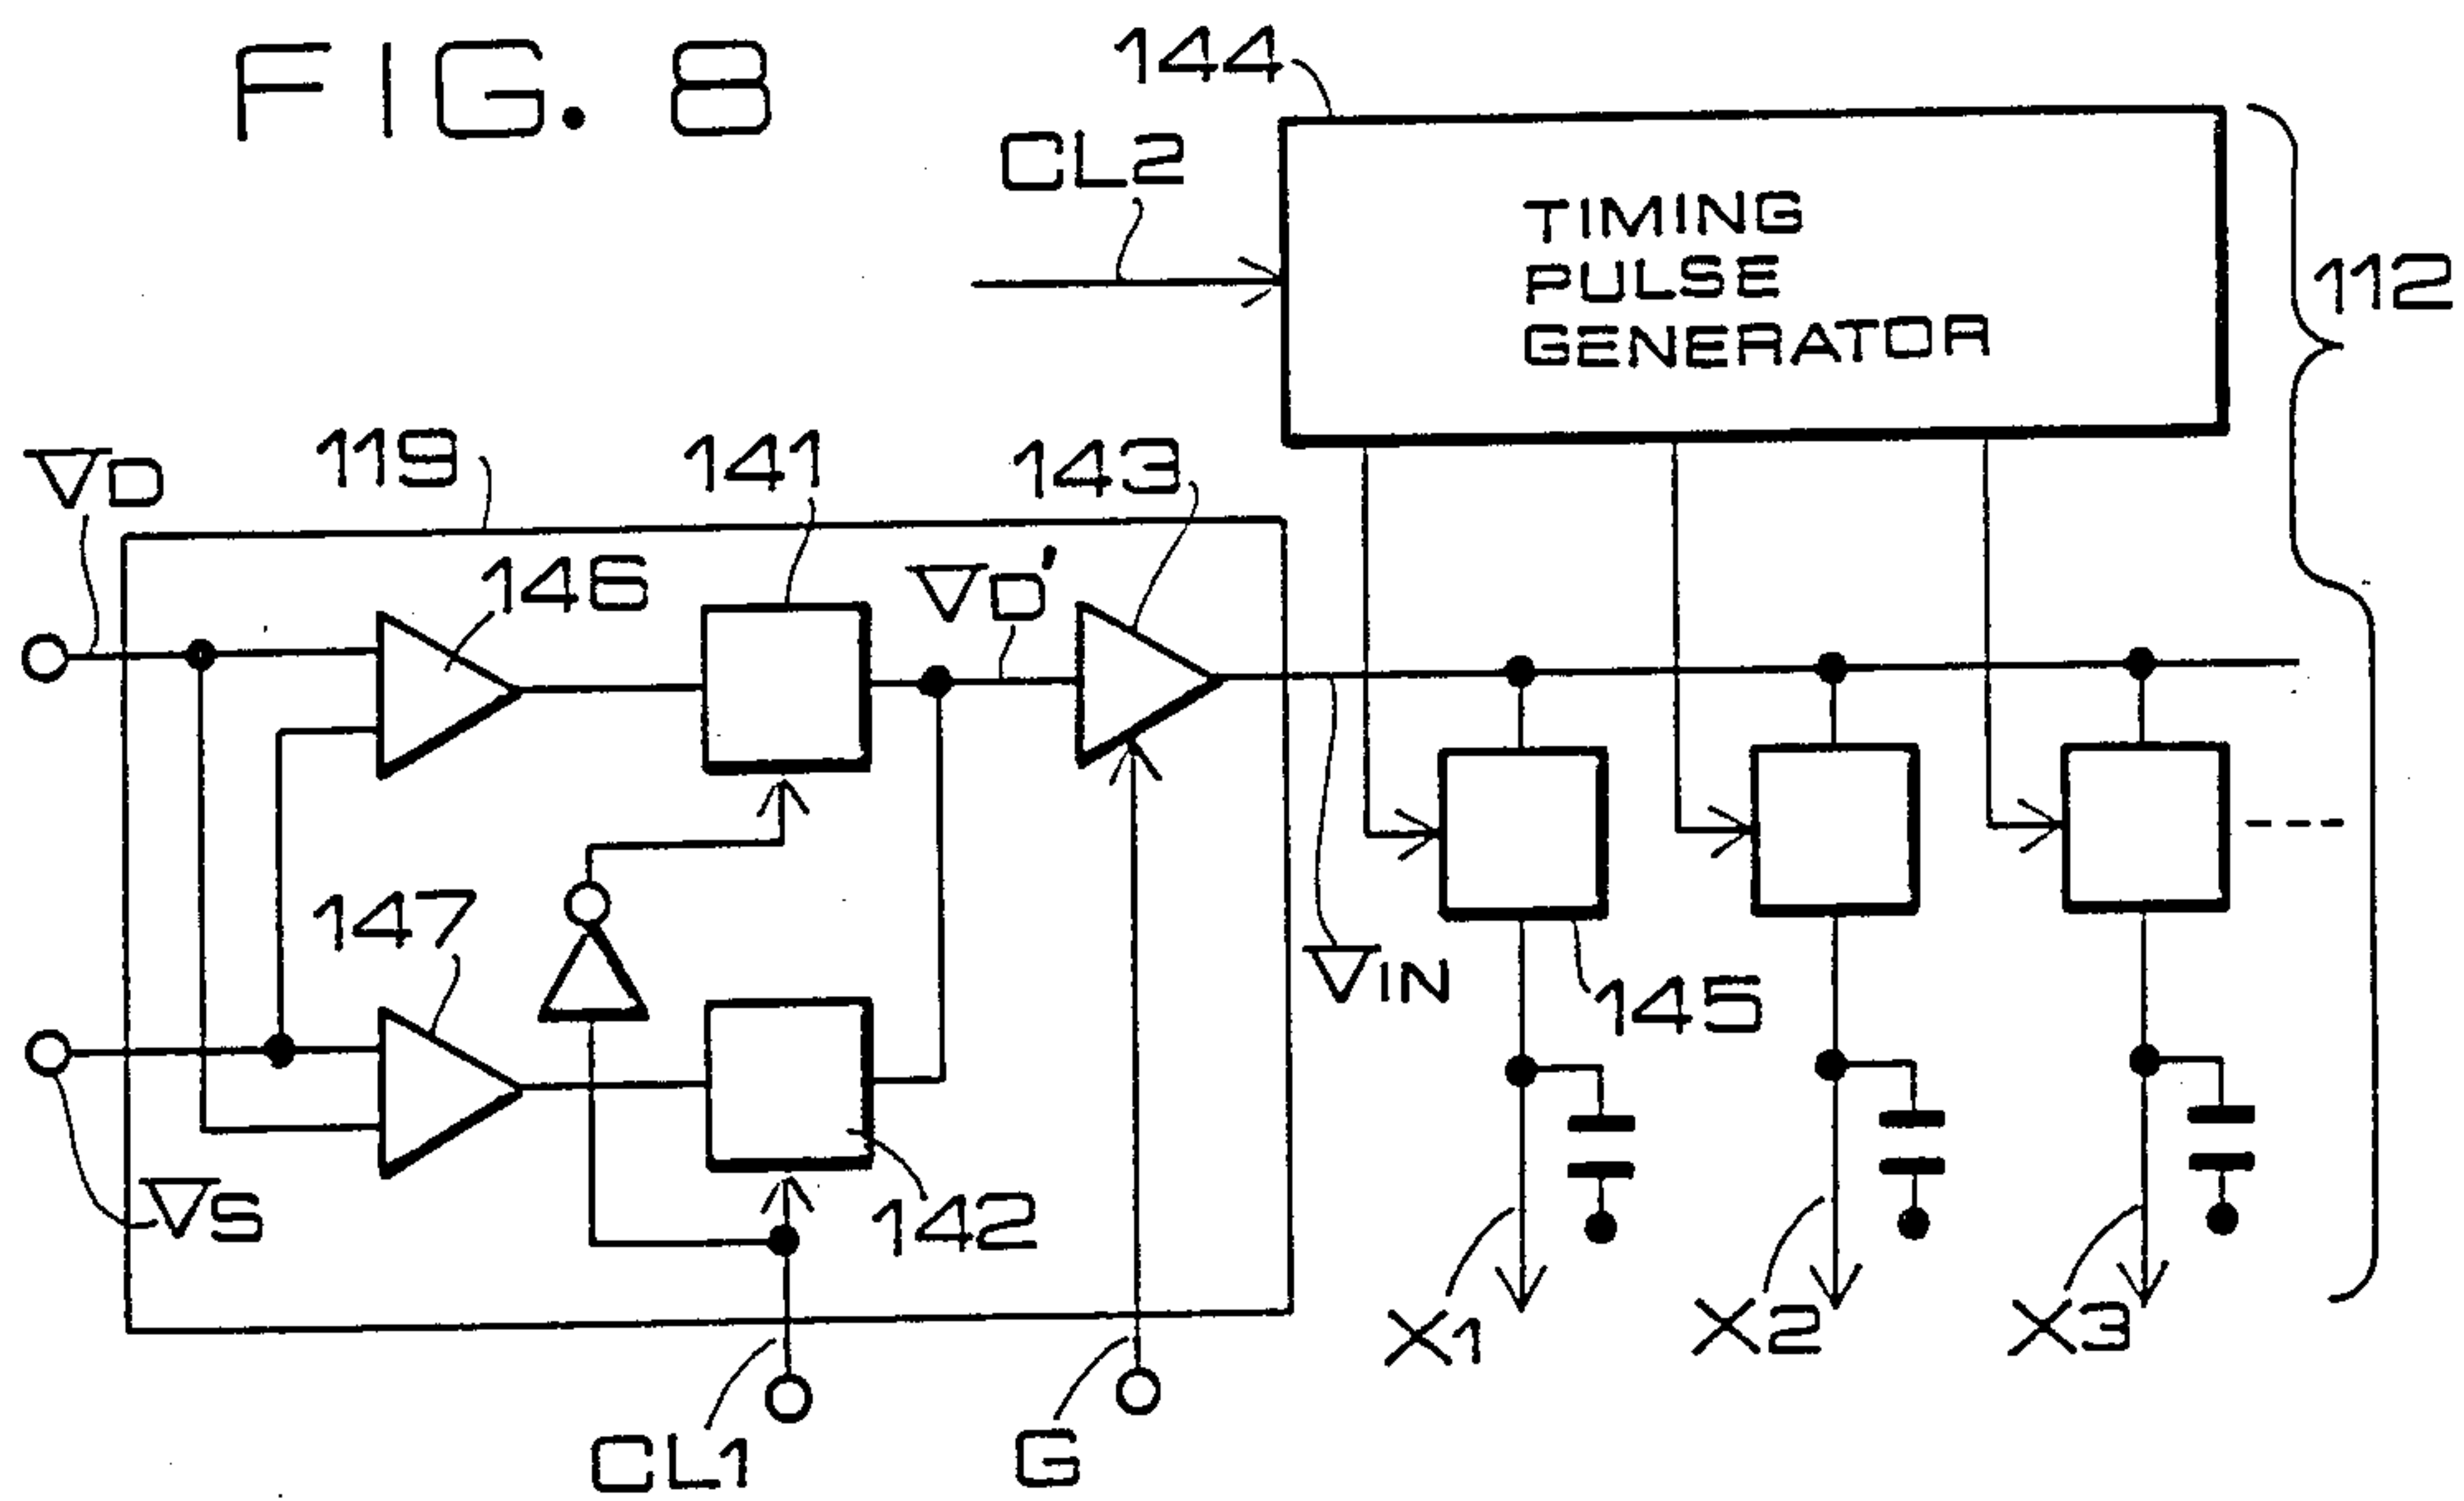 FIG. 8
144
CL2
TIMING
PULSE
GENERATOR
112
VD
119
141
143
146
VD'
147
VIN
145
VS
142
X1
X2
X3
CL1
G